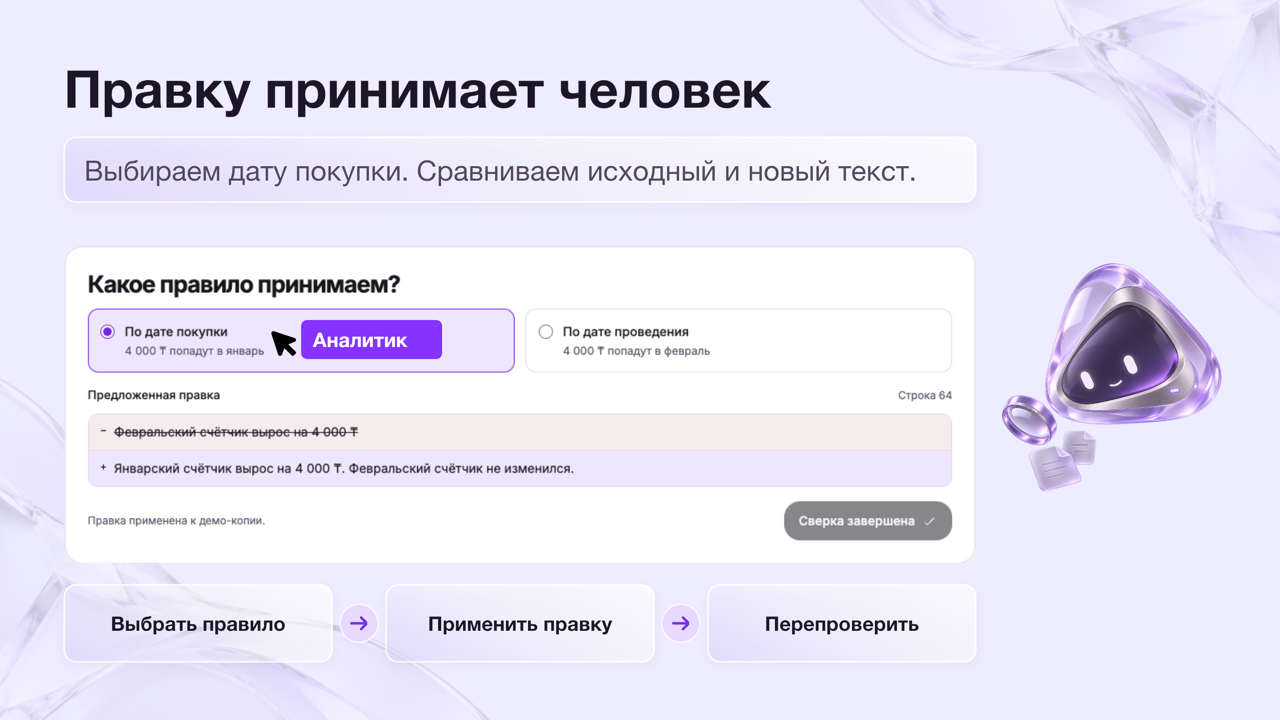 Правку принимает человек
Выбираем дату покупки. Сравниваем исходный и новый текст.
Какое правило принимаем?
По дате покупки
4 000 ₸ попадут в январь
Аналитик
По дате проведения
4 000 ₸ попадут в февраль
Предложенная правка
Строка 64
− Февральский счётчик вырос на 4 000 ₸
+ Январский счётчик вырос на 4 000 ₸. Февральский счётчик не изменился.
Правка применена к демо-копии.
Сверка завершена ✓
Выбрать правило → Применить правку → Перепроверить